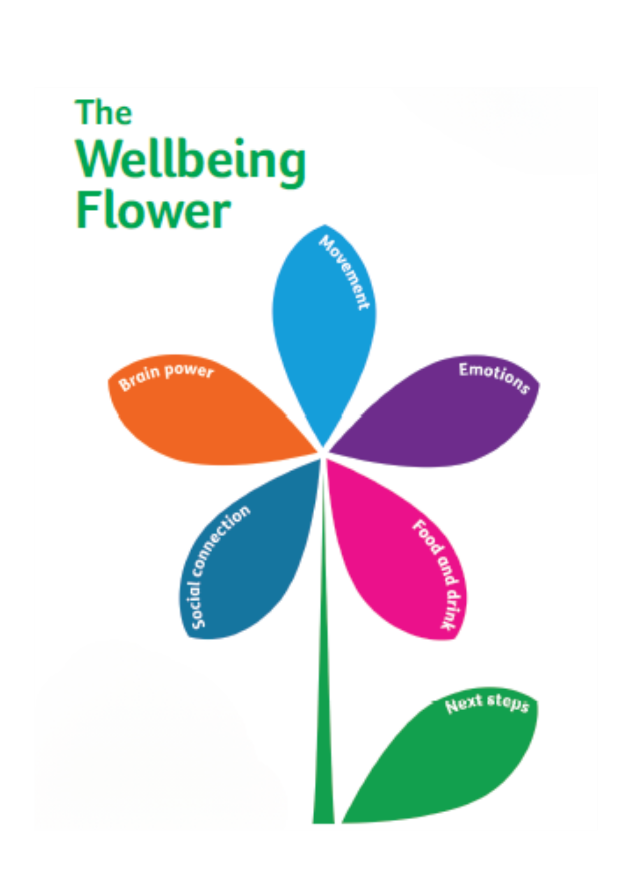 The
Wellbeing
Flower
Movement
Brain power
Emotions
Social connection
Food and drink
Next steps